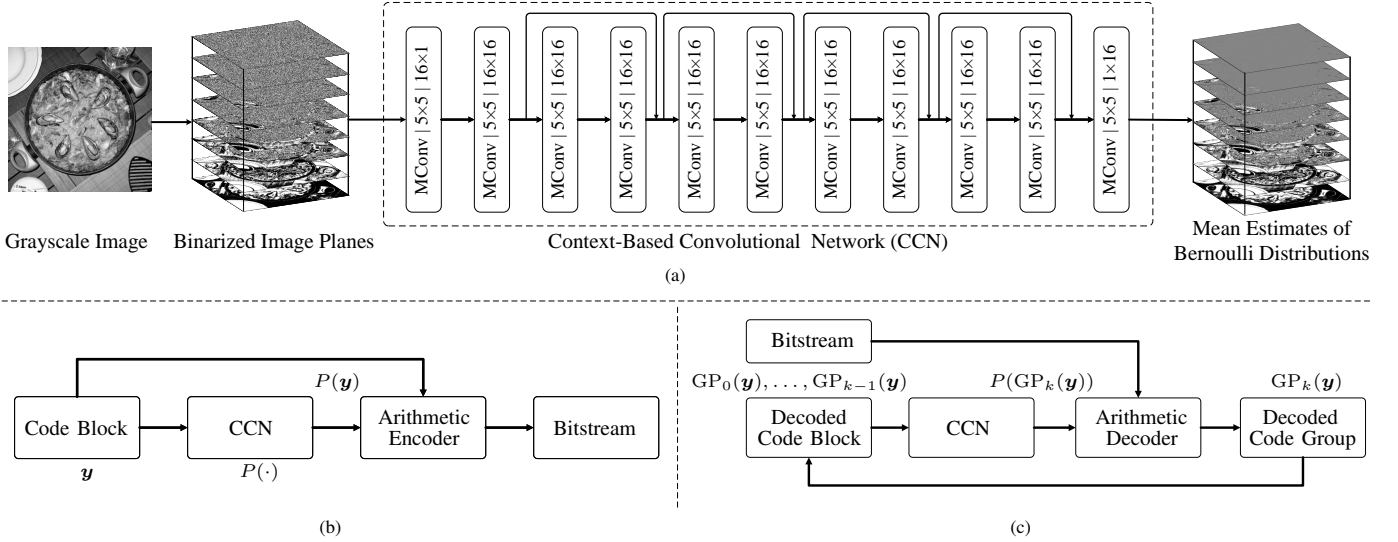 MConv | 5×5 | 16×1
MConv | 5×5 | 16×16
MConv | 5×5 | 16×16
MConv | 5×5 | 16×16
MConv | 5×5 | 16×16
MConv | 5×5 | 16×16
MConv | 5×5 | 16×16
MConv | 5×5 | 16×16
MConv | 5×5 | 16×16
MConv | 5×5 | 16×16
MConv | 5×5 | 1×16
Grayscale Image
Binarized Image Planes
Context-Based Convolutional Network (CCN)
Mean Estimates of
Bernoulli Distributions
(a)
P(y)
Code Block
CCN
Arithmetic
Encoder
Bitstream
y
P(·)
(b)
Bitstream
GP₀(y), . . . , GPₖ₋₁(y)
P(GPₖ(y))
GPₖ(y)
Decoded
Code Block
CCN
Arithmetic
Decoder
Decoded
Code Group
(c)